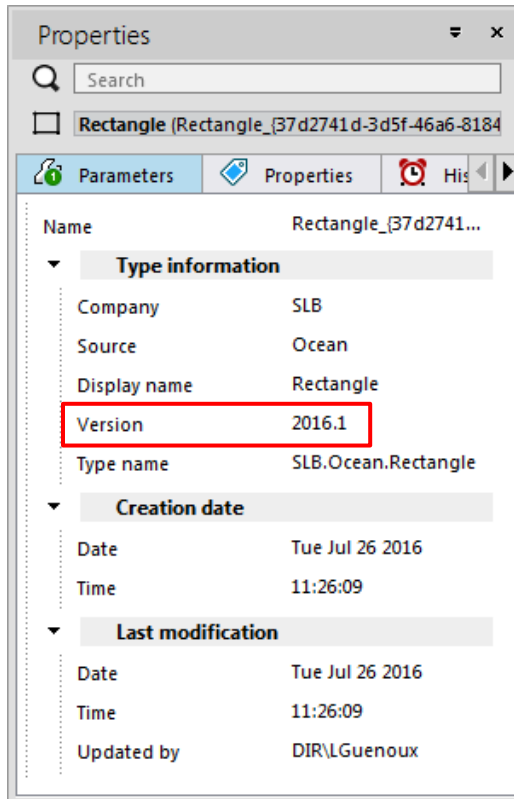 Properties
Search
Rectangle (Rectangle_{37d2741d-3d5f-46a6-8184
Parameters Properties His
Name Rectangle_{37d2741...
Type information
Company SLB
Source Ocean
Display name Rectangle
Version 2016.1
Type name SLB.Ocean.Rectangle
Creation date
Date Tue Jul 26 2016
Time 11:26:09
Last modification
Date Tue Jul 26 2016
Time 11:26:09
Updated by DIR\LGuenoux